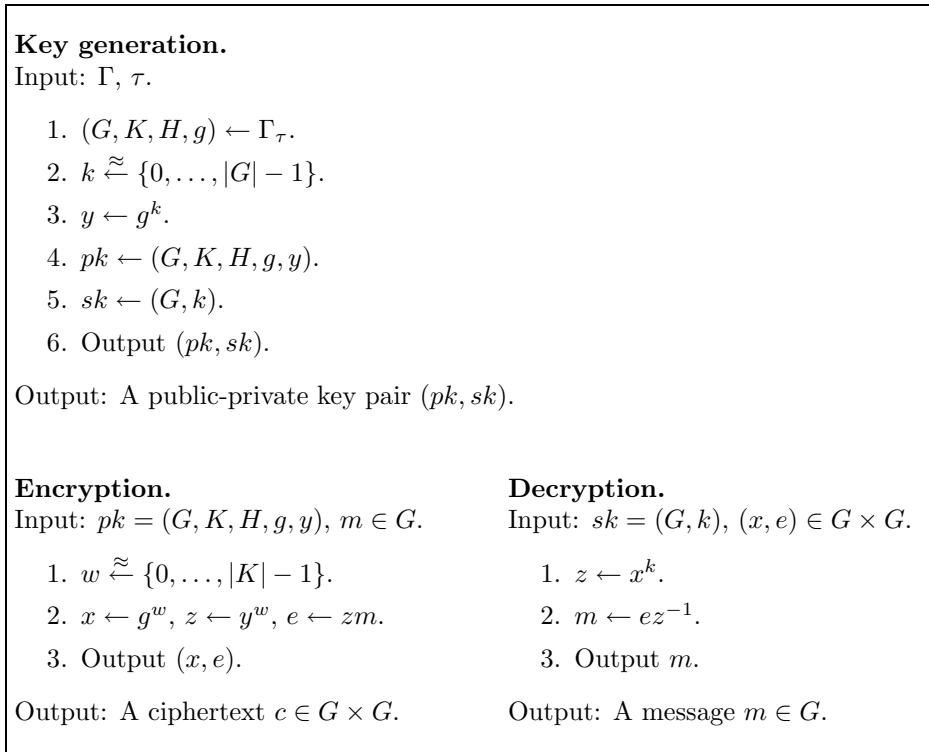 Key generation.
Input: Γ, τ.
1. (G, K, H, g) ← Γ_τ.
2. k ←^≈ {0, . . . , |G| − 1}.
3. y ← g^k.
4. pk ← (G, K, H, g, y).
5. sk ← (G, k).
6. Output (pk, sk).
Output: A public-private key pair (pk, sk).
Encryption.
Input: pk = (G, K, H, g, y), m ∈ G.
1. w ←^≈ {0, . . . , |K| − 1}.
2. x ← g^w, z ← y^w, e ← zm.
3. Output (x, e).
Output: A ciphertext c ∈ G × G.
Decryption.
Input: sk = (G, k), (x, e) ∈ G × G.
1. z ← x^k.
2. m ← ez^{−1}.
3. Output m.
Output: A message m ∈ G.